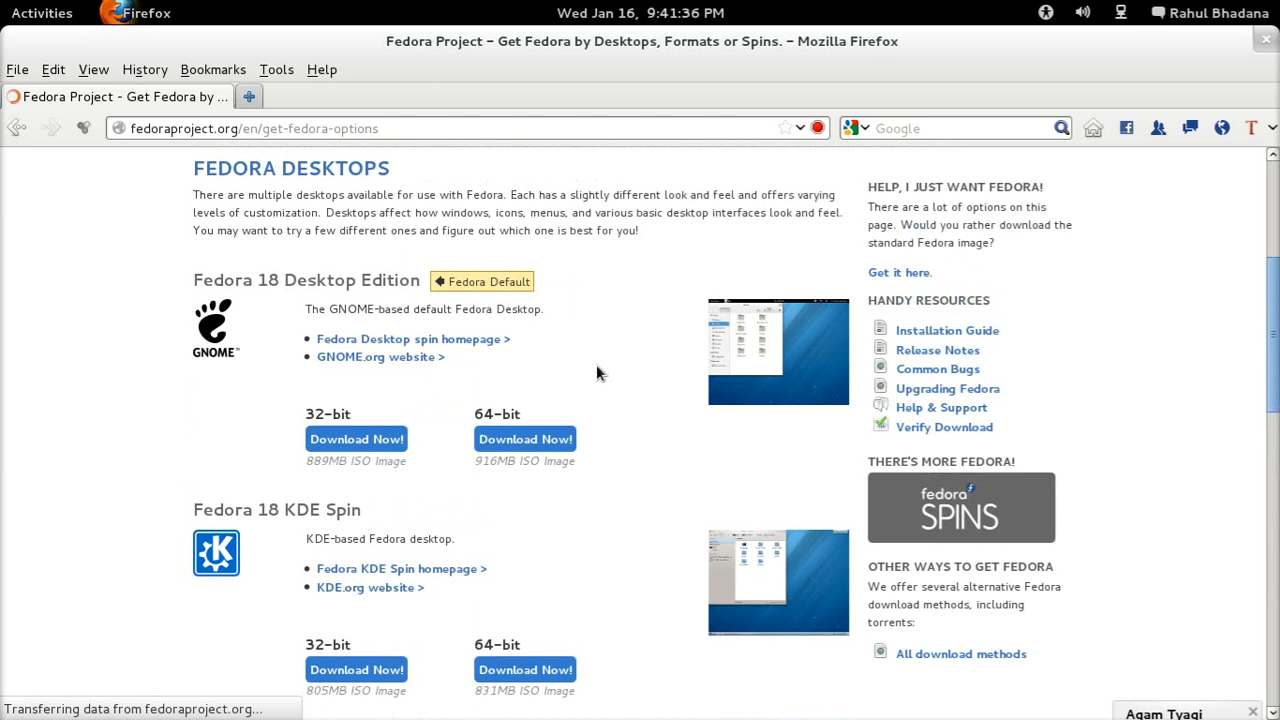 Activities
Firefox
Wed Jan 16, 9:41:36 PM
Rahul Bhadana
Fedora Project – Get Fedora by Desktops, Formats or Spins. – Mozilla Firefox
File Edit View History Bookmarks Tools Help
Fedora Project - Get Fedora by ...
fedoraproject.org/en/get-fedora-options
Google
FEDORA DESKTOPS
There are multiple desktops available for use with Fedora. Each has a slightly different look and feel and offers varying
levels of customization. Desktops affect how windows, icons, menus, and various basic desktop interfaces look and feel.
You may want to try a few different ones and figure out which one is best for you!
Fedora 18 Desktop Edition
Fedora Default
GNOME™
The GNOME-based default Fedora Desktop.
Fedora Desktop spin homepage >
GNOME.org website >
32-bit 64-bit
Download Now! Download Now!
889MB ISO Image 916MB ISO Image
Fedora 18 KDE Spin
KDE-based Fedora desktop.
Fedora KDE Spin homepage >
KDE.org website >
32-bit 64-bit
Download Now! Download Now!
805MB ISO Image 831MB ISO Image
HELP, I JUST WANT FEDORA!
There are a lot of options on this
page. Would you rather download the
standard Fedora image?
Get it here.
HANDY RESOURCES
Installation Guide
Release Notes
Common Bugs
Upgrading Fedora
Help & Support
Verify Download
THERE'S MORE FEDORA!
fedora
SPINS
OTHER WAYS TO GET FEDORA
We offer several alternative Fedora
download methods, including
torrents:
All download methods
Transferring data from fedoraproject.org...
Agam Tyagi